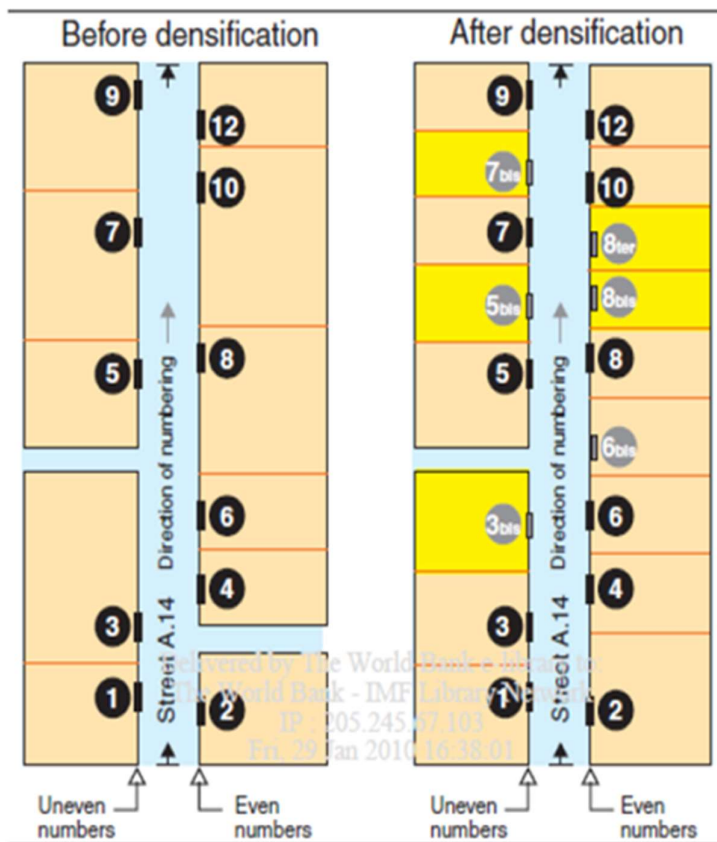 Before densification
After densification
9
12
10
7
8
5
6
4
3
1
2
Street A.14 Direction of numbering
Uneven numbers
Even numbers
9
12
7bis
10
7
8ter
8bis
5bis
8
5
6bis
6
3bis
4
3
1
2
Street A.14 Direction of numbering
Uneven numbers
Even numbers
Delivered by The World Bank e-library to:
The World Bank - IMF Library Network
IP : 205.245.67.103
Fri, 29 Jan 2010 16:38:01